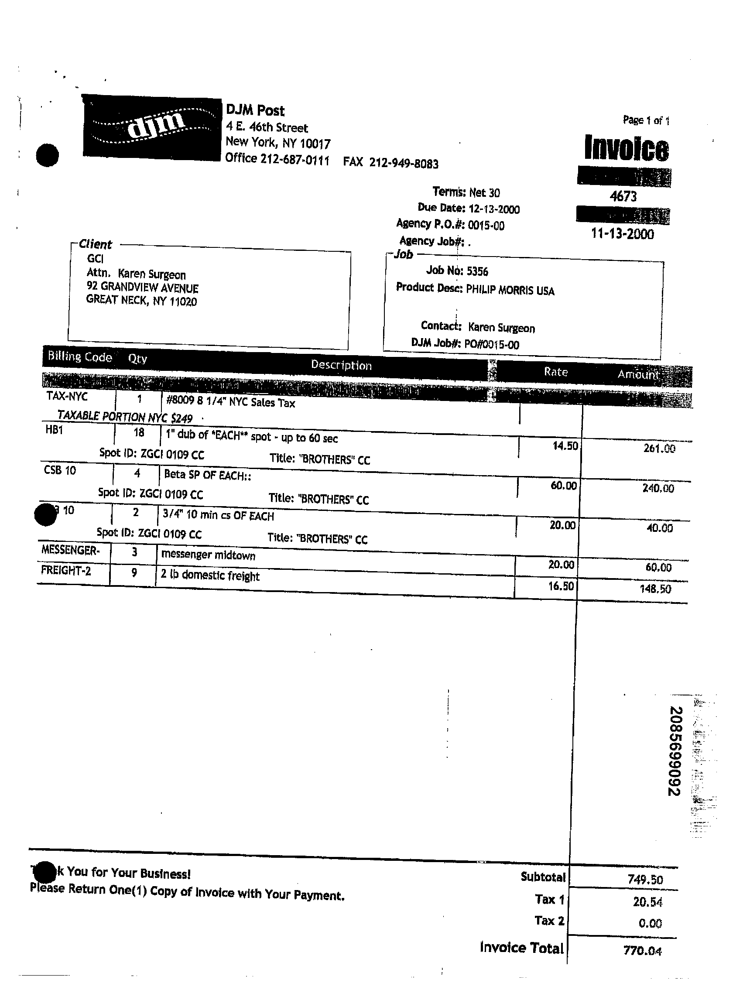 djm
DJM Post
4 E. 46th Street
New York, NY 10017
Office 212-687-0111 FAX 212-949-8083
Page 1 of 1
Invoice
4673
11-13-2000
Terms: Net 30
Due Date: 12-13-2000
Agency P.O.#: 0015-00
Agency Job#: .
Client
GCI
Attn. Karen Surgeon
92 GRANDVIEW AVENUE
GREAT NECK, NY 11020
Job
Job No: 5356
Product Desc: PHILIP MORRIS USA
Contact: Karen Surgeon
DJM Job#: PO#0015-00
Billing Code Qty Description Rate Amount
TAX-NYC 1 #8009 8 1/4" NYC Sales Tax
TAXABLE PORTION NYC $249
HB1 18 1" dub of *EACH** spot - up to 60 sec 14.50 261.00
Spot ID: ZGCI 0109 CC Title: "BROTHERS" CC
CSB 10 4 Beta SP OF EACH:: 60.00 240.00
Spot ID: ZGCI 0109 CC Title: "BROTHERS" CC
10 2 3/4" 10 min cs OF EACH 20.00 40.00
Spot ID: ZGCI 0109 CC Title: "BROTHERS" CC
MESSENGER- 3 messenger midtown 20.00 60.00
FREIGHT-2 9 2 lb domestic freight 16.50 148.50
2085699092
k You for Your Business!
Please Return One(1) Copy of Invoice with Your Payment.
Subtotal 749.50
Tax 1 20.54
Tax 2 0.00
Invoice Total 770.04